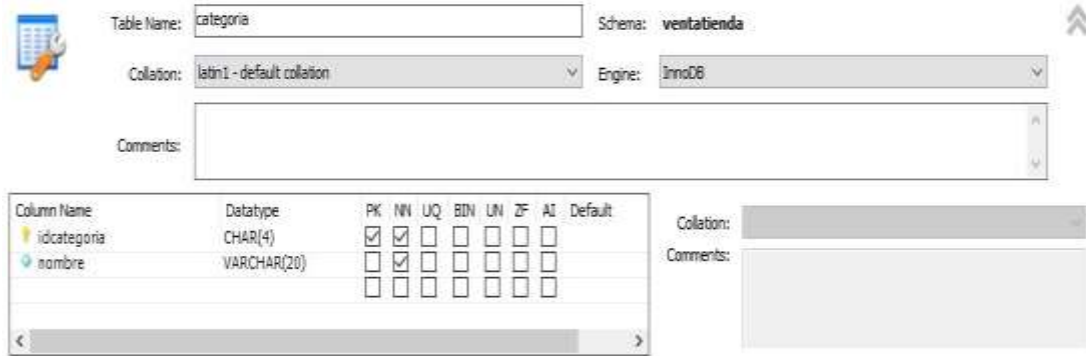 Table Name: categoria Schema: ventatienda
Collation: latin1 - default collation Engine: InnoDB
Comments:
Column Name Datatype PK NN UQ BIN UN ZF AI Default
idcategoria CHAR(4)
nombre VARCHAR(20)
Collation:
Comments: